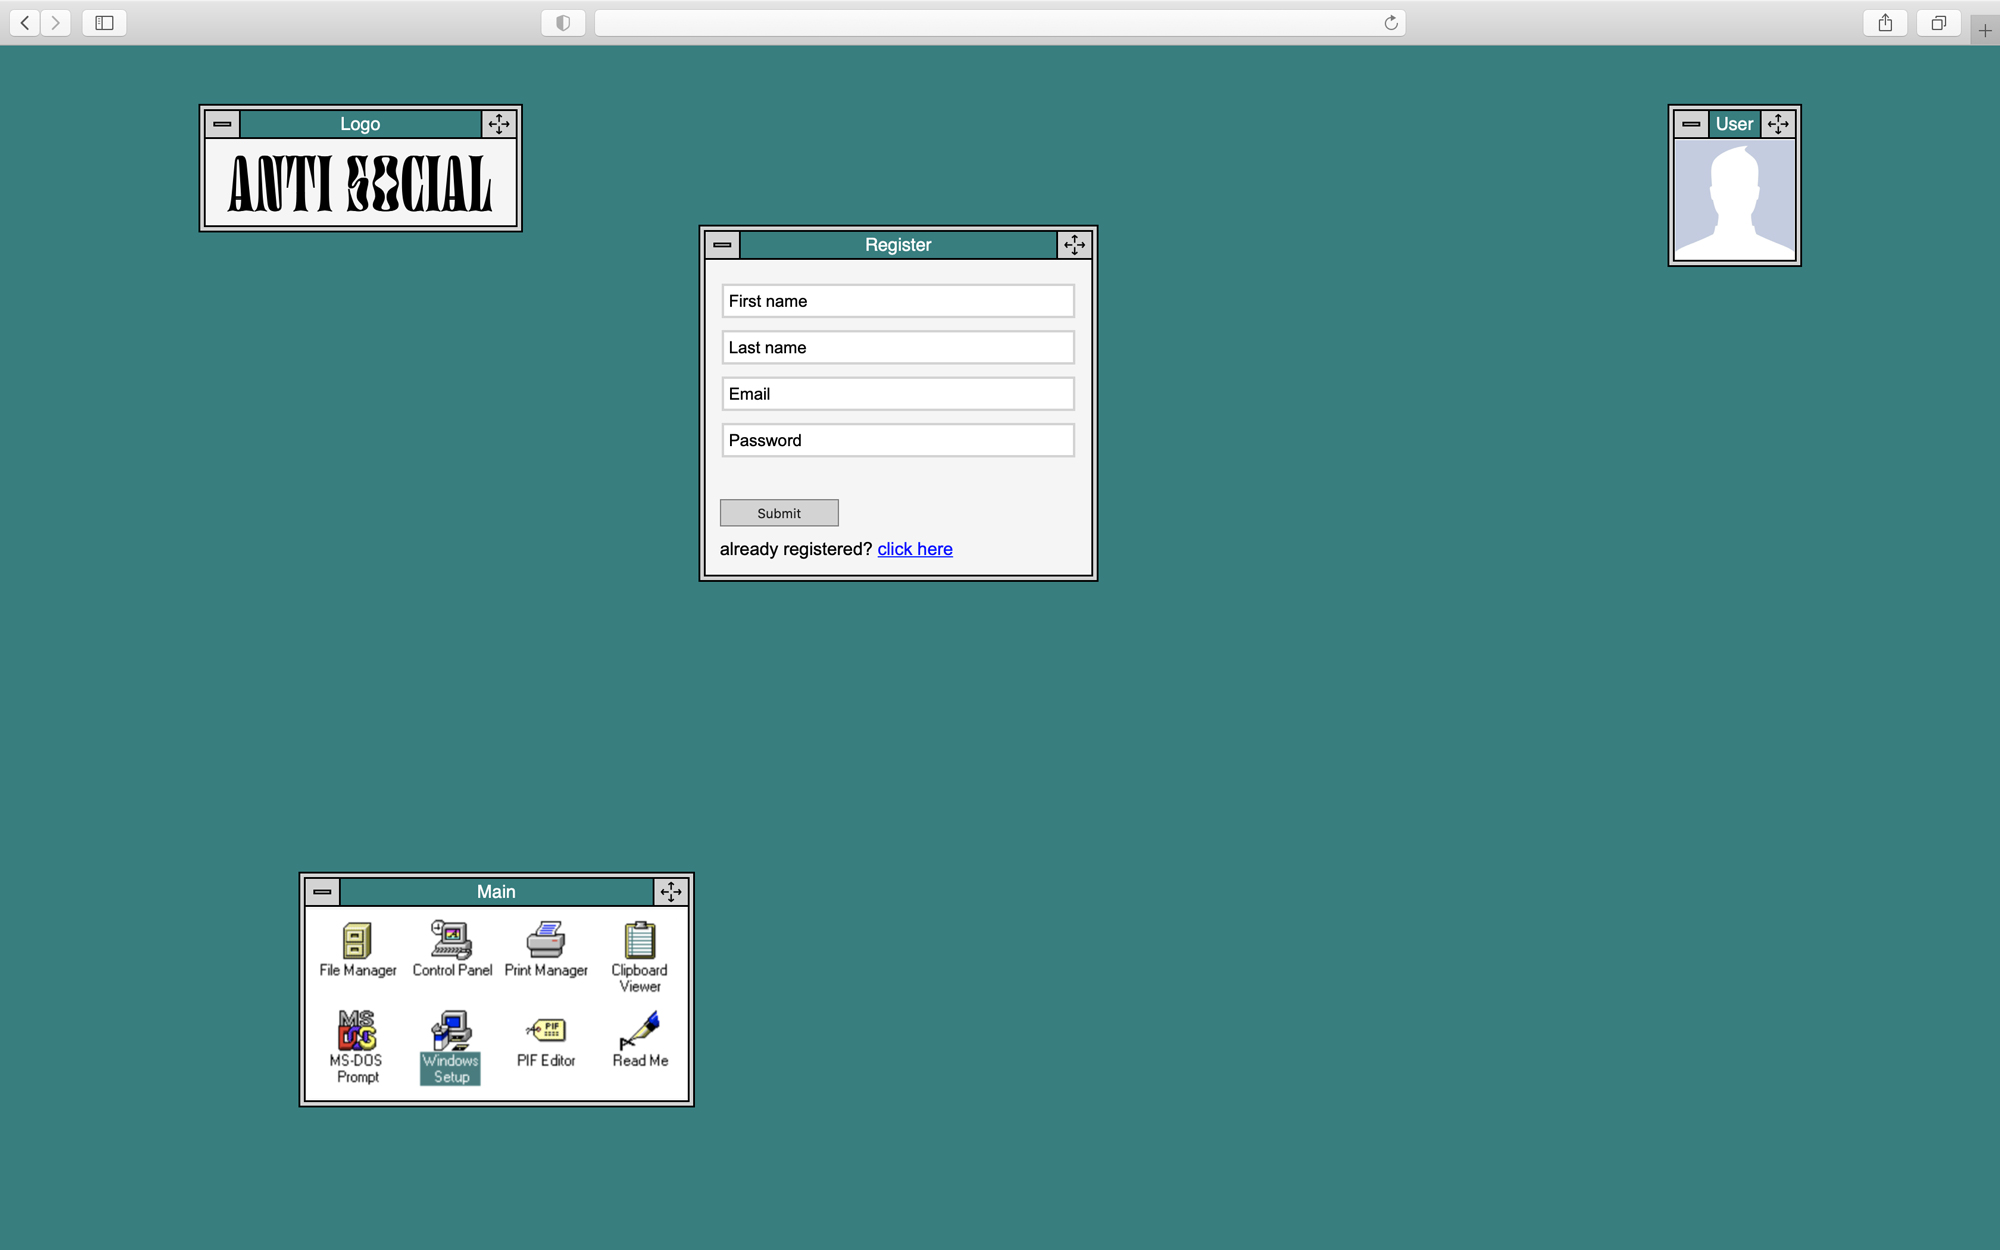 Logo
ANTI SOCIAL
User
Register
First name
Last name
Email
Password
Submit
already registered? click here
Main
File Manager
Control Panel
Print Manager
Clipboard
Viewer
MS
DOS
MS-DOS
Prompt
Windows
Setup
PIF
PIF Editor
Read Me